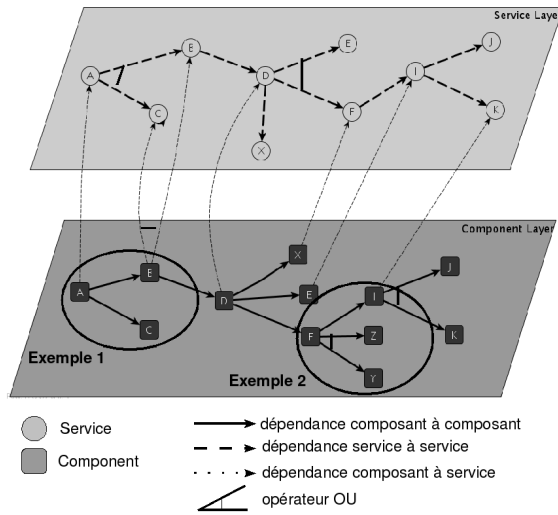 Service Laye
A
B
C
D
E
F
X
I
J
K
Component Layer
A
B
C
D
X
E
F
I
Z
Y
J
K
Exemple 1
Exemple 2
Service
Component
dépendance composant à composant
dépendance service à service
dépendance composant à service
opérateur OU